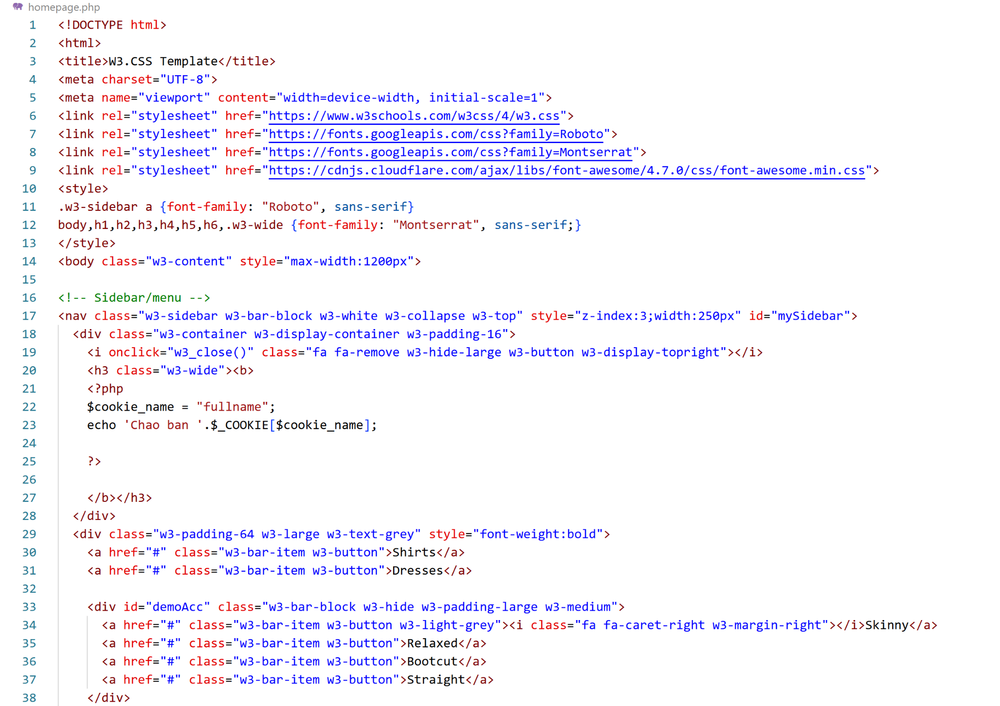 homepage.php
1 <!DOCTYPE html>
2 <html>
3 <title>W3.CSS Template</title>
4 <meta charset="UTF-8">
5 <meta name="viewport" content="width=device-width, initial-scale=1">
6 <link rel="stylesheet" href="https://www.w3schools.com/w3css/4/w3.css">
7 <link rel="stylesheet" href="https://fonts.googleapis.com/css?family=Roboto">
8 <link rel="stylesheet" href="https://fonts.googleapis.com/css?family=Montserrat">
9 <link rel="stylesheet" href="https://cdnjs.cloudflare.com/ajax/libs/font-awesome/4.7.0/css/font-awesome.min.css">
10 <style>
11 .w3-sidebar a {font-family: "Roboto", sans-serif}
12 body,h1,h2,h3,h4,h5,h6,.w3-wide {font-family: "Montserrat", sans-serif;}
13 </style>
14 <body class="w3-content" style="max-width:1200px">
15
16 <!-- Sidebar/menu -->
17 <nav class="w3-sidebar w3-bar-block w3-white w3-collapse w3-top" style="z-index:3;width:250px" id="mySidebar">
18   <div class="w3-container w3-display-container w3-padding-16">
19     <i onclick="w3_close()" class="fa fa-remove w3-hide-large w3-button w3-display-topright"></i>
20     <h3 class="w3-wide"><b>
21     <?php
22     $cookie_name = "fullname";
23     echo 'Chao ban '.$_COOKIE[$cookie_name];
24
25     ?>
26
27     </b></h3>
28   </div>
29   <div class="w3-padding-64 w3-large w3-text-grey" style="font-weight:bold">
30     <a href="#" class="w3-bar-item w3-button">Shirts</a>
31     <a href="#" class="w3-bar-item w3-button">Dresses</a>
32
33     <div id="demoAcc" class="w3-bar-block w3-hide w3-padding-large w3-medium">
34       <a href="#" class="w3-bar-item w3-button w3-light-grey"><i class="fa fa-caret-right w3-margin-right"></i>Skinny</a>
35       <a href="#" class="w3-bar-item w3-button">Relaxed</a>
36       <a href="#" class="w3-bar-item w3-button">Bootcut</a>
37       <a href="#" class="w3-bar-item w3-button">Straight</a>
38     </div>